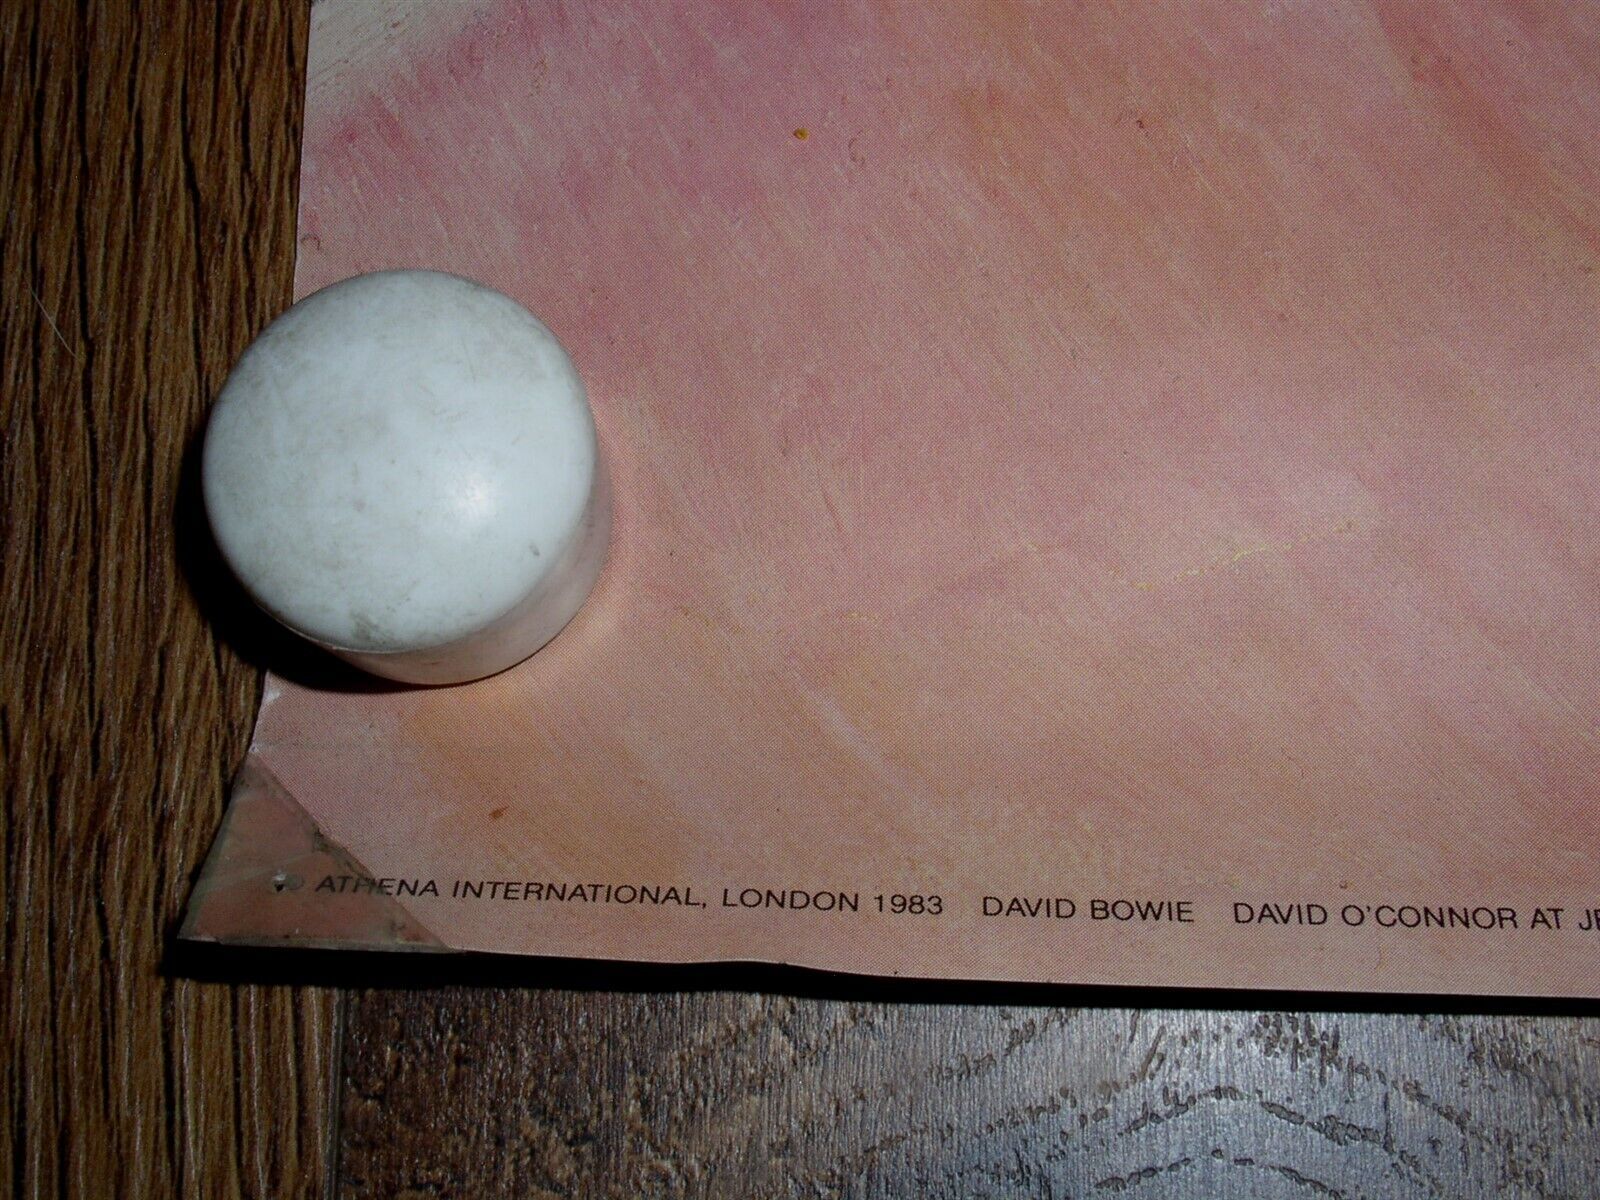 © ATHENA INTERNATIONAL, LONDON 1983 DAVID BOWIE DAVID O'CONNOR AT